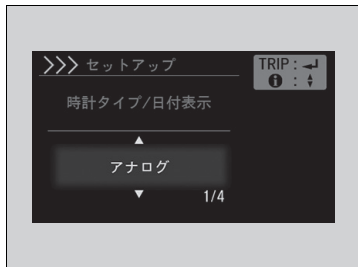 >>> セットアップ
TRIP : ↵
i : ♦
時計タイプ/日付表示
▲
アナログ
▼
1/4